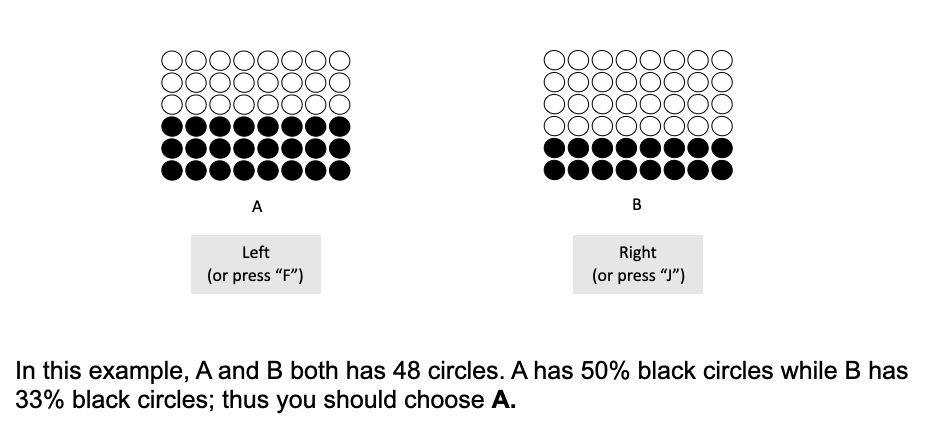 A
B
Left
(or press “F”)
Right
(or press “J”)
In this example, A and B both has 48 circles. A has 50% black circles while B has
33% black circles; thus you should choose A.